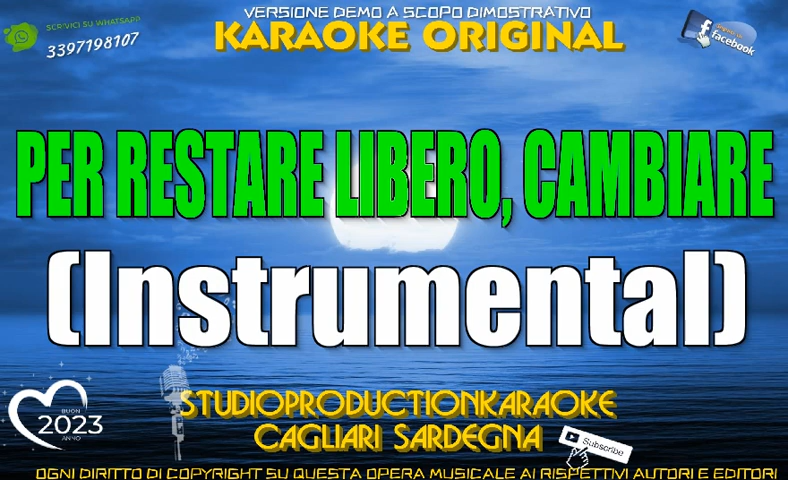 VERSIONE DEMO A SCOPO DIMOSTRATIVO
KARAOKE ORIGINAL
SCRIVICI SU WHATSAPP
3397198107
facebook
PER RESTARE LIBERO, CAMBIARE
(Instrumental)
BUON
2023
ANNO
STUDIOPRODUCTIONKARAOKE
CAGLIARI SARDEGNA
Subscribe
OGNI DIRITTO DI COPYRIGHT SU QUESTA OPERA MUSICALE AI RISPETTIVI AUTORI E EDITORI